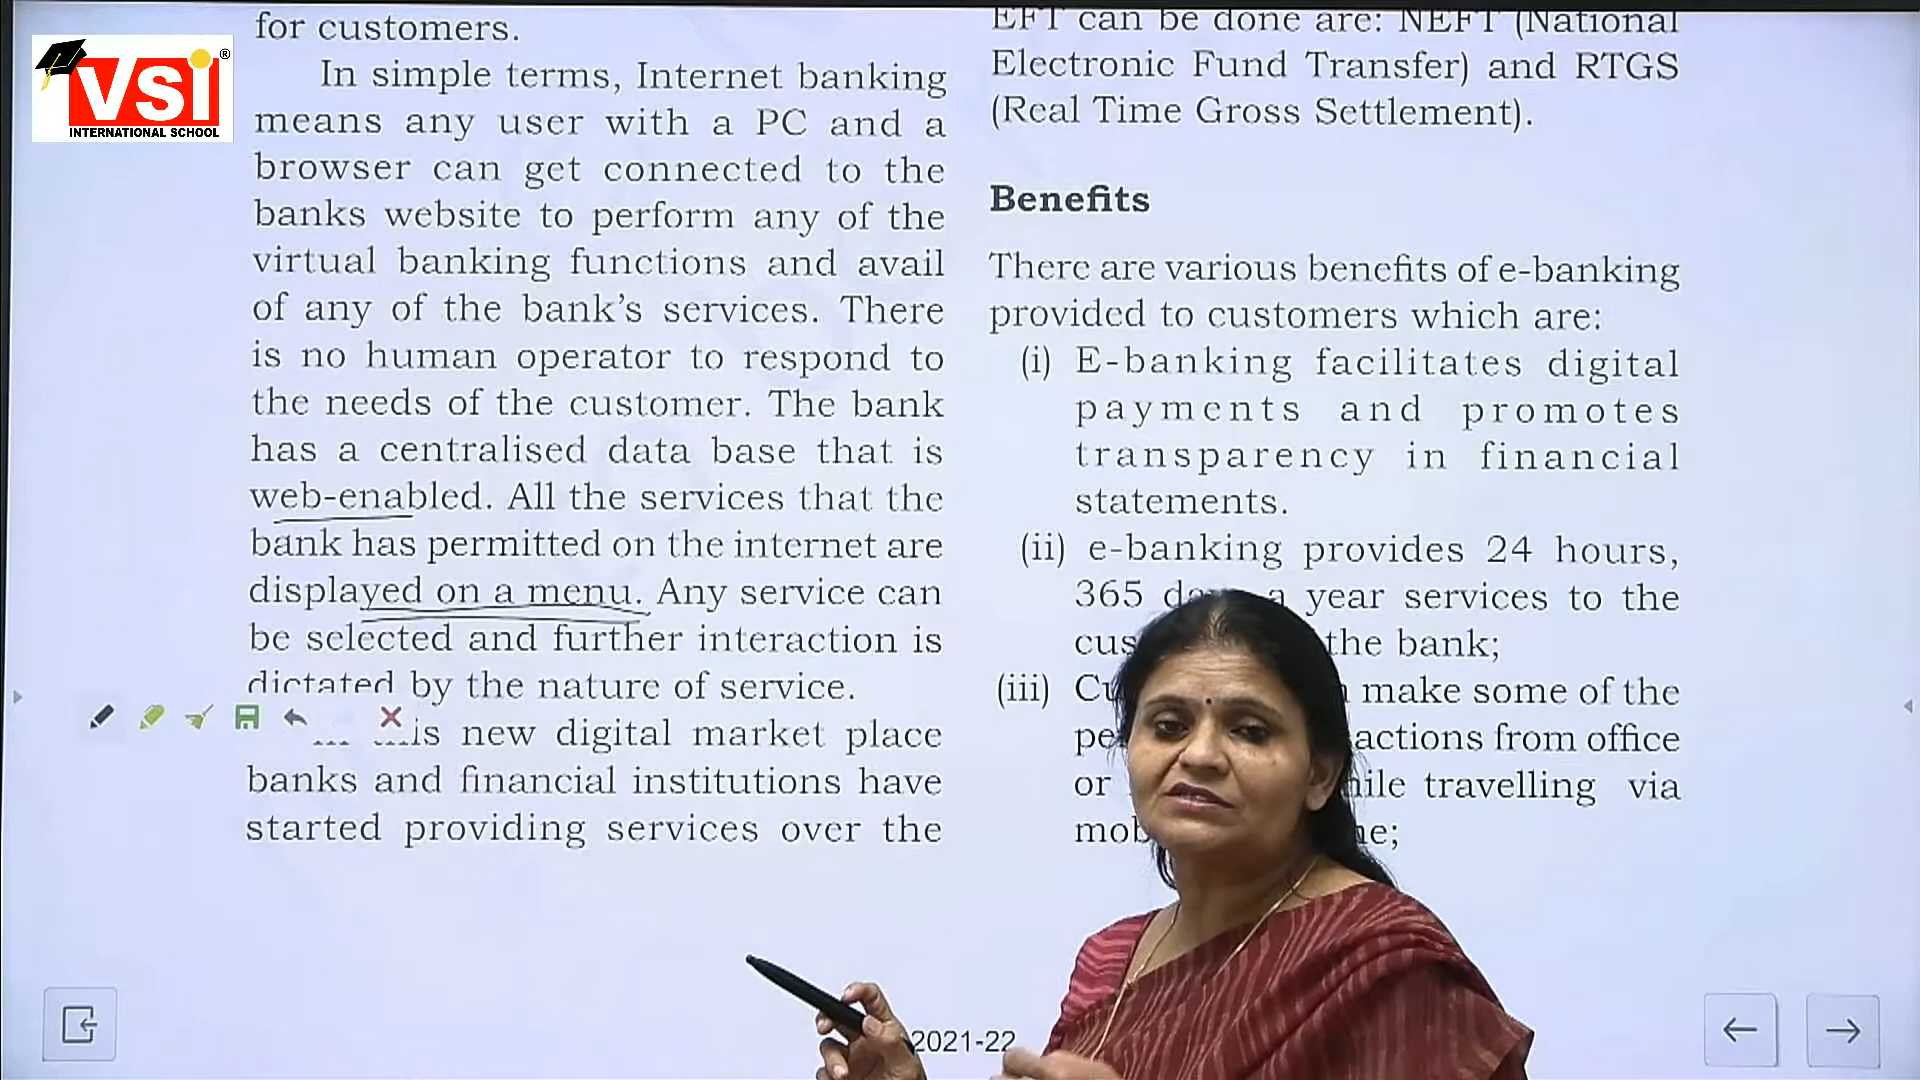 VSI
®
INTERNATIONAL SCHOOL
for customers.
In simple terms, Internet banking
means any user with a PC and a
browser can get connected to the
banks website to perform any of the
virtual banking functions and avail
of any of the bank's services. There
is no human operator to respond to
the needs of the customer. The bank
has a centralised data base that is
web-enabled. All the services that the
bank has permitted on the internet are
displayed on a menu. Any service can
be selected and further interaction is
dictated by the nature of service.
is new digital market place
banks and financial institutions have
started providing services over the
EFT can be done are: NEFT (National
Electronic Fund Transfer) and RTGS
(Real Time Gross Settlement).
Benefits
There are various benefits of e-banking
provided to customers which are:
(i) E-banking facilitates digital
payments and promotes
transparency in financial
statements.
(ii) e-banking provides 24 hours,
365 a year services to the
the bank;
(iii) make some of the
from office
or travelling via
2021-22